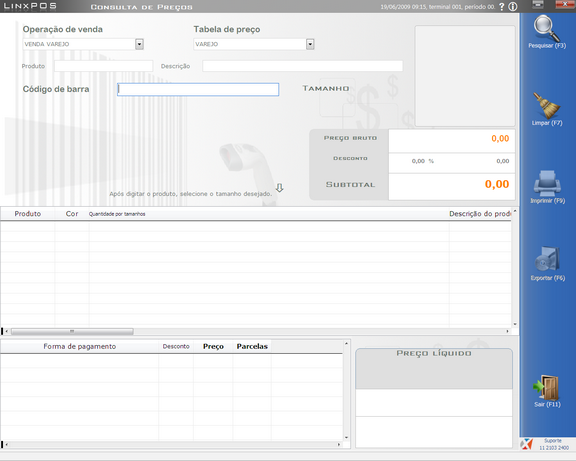 LINXPOS Consulta de Preços 19/06/2009 09:15, terminal 001, período 00. ?
Operação de venda Tabela de preço
VENDA VAREJO VAREJO
Produto Descrição
Código de barra Tamanho
Preço Bruto 0,00
Desconto 0,00 % 0,00
Subtotal 0,00
Após digitar o produto, selecione o tamanho desejado.
Produto Cor Quantidade por tamanhos Descrição do prod
Forma de pagamento Desconto Preço Parcelas
Preço Líquido
Pesquisar (F3)
Limpar (F7)
Imprimir (F9)
Exportar (F6)
Sair (F11)
Suporte
11 2103 2400